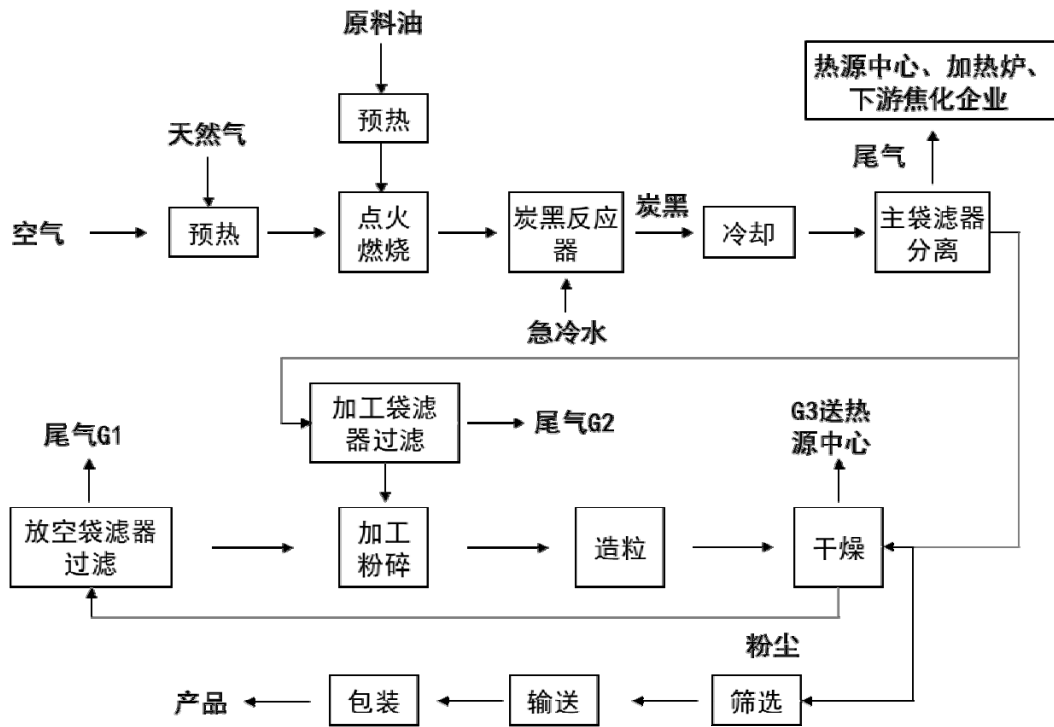 原料油
热源中心、加热炉、
下游焦化企业
预热
天然气
尾气
空气
预热
点火
燃烧
炭黑反应
器
炭黑
冷却
主袋滤器
分离
急冷水
加工袋滤
器过滤
尾气G2
G3送热
源中心
尾气G1
放空袋滤器
过滤
加工
粉碎
造粒
干燥
粉尘
产品
包装
输送
筛选